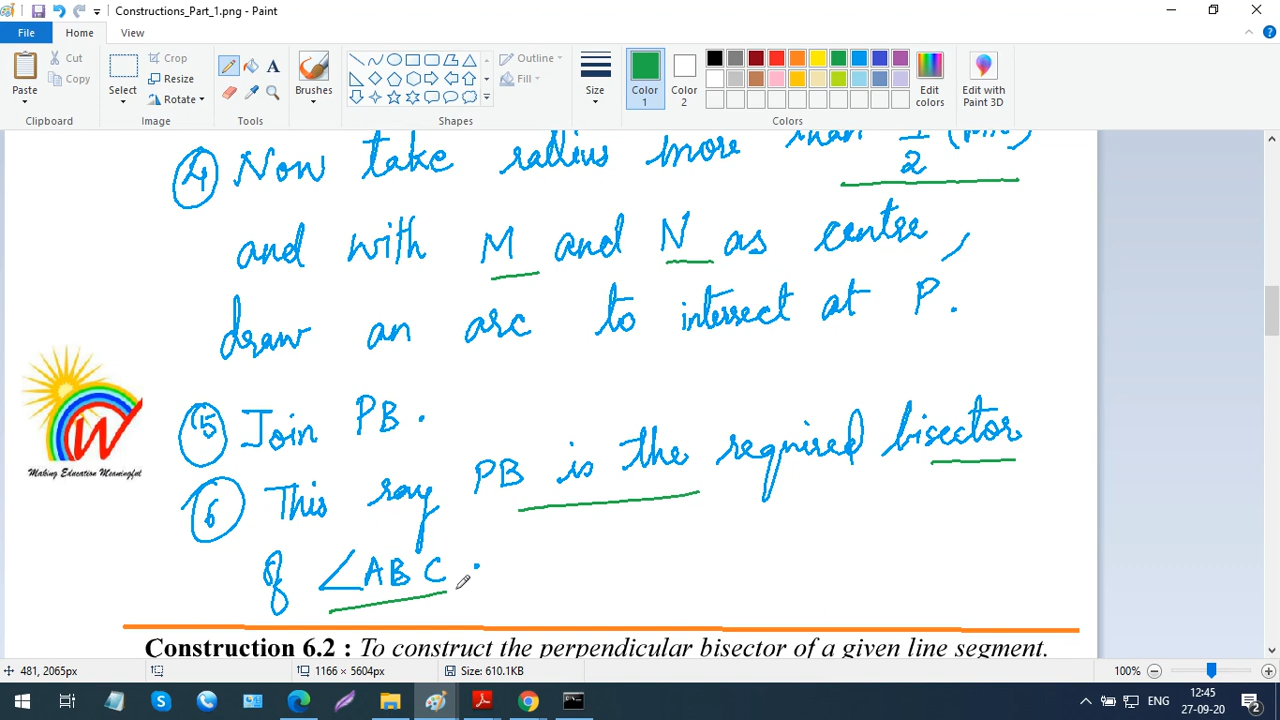 Constructions_Part_1.png - Paint
File Home View
Paste Cut Copy Select Crop Resize Rotate Brushes Outline Fill Size Color 1 Color 2 Edit colors Edit with Paint 3D
Clipboard Image Tools Shapes Colors
4 Now take radius more than 1/2 (MN)
and with M and N as centre,
draw an arc to intersect at P.
5 Join PB.
6 This ray PB is the required bisector
of ∠ABC.
W
Making Education Meaningful
Construction 6.2 : To construct the perpendicular bisector of a given line segment.
481, 2065px 1166 × 5604px Size: 610.1KB 100%
ENG 12:45
27-09-20 2